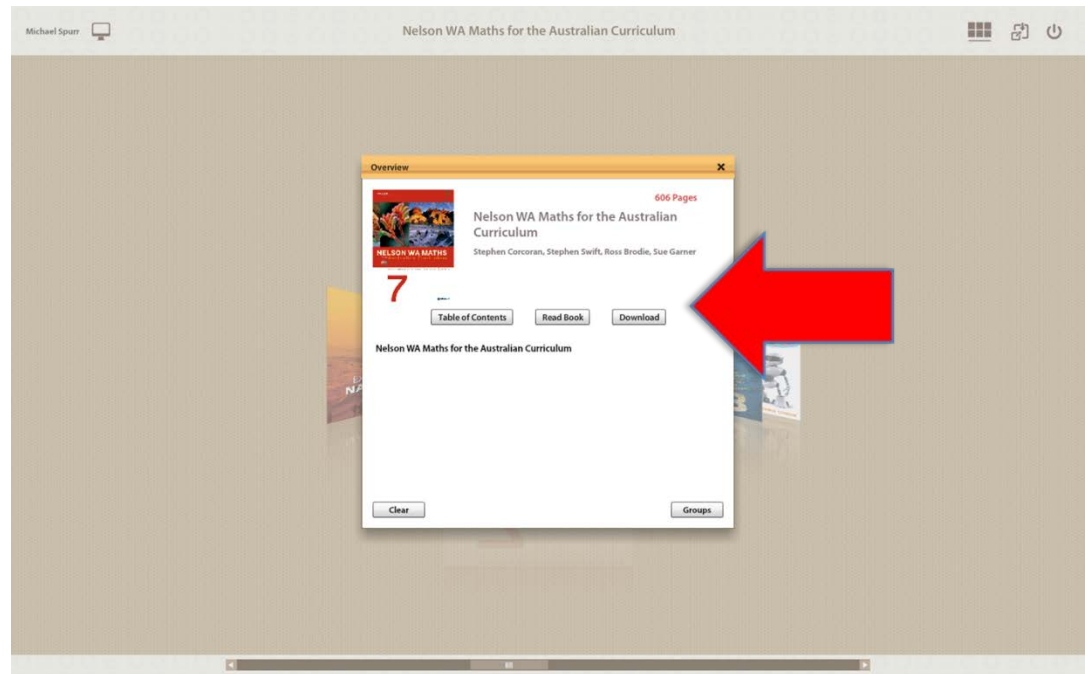 Michael Spurr
Nelson WA Maths for the Australian Curriculum
Overview
606 Pages
Nelson WA Maths for the Australian
Curriculum
Stephen Corcoran, Stephen Swift, Ross Brodie, Sue Garner
NELSON WA MATHS
7
Table of Contents
Read Book
Download
Nelson WA Maths for the Australian Curriculum
Clear
Groups